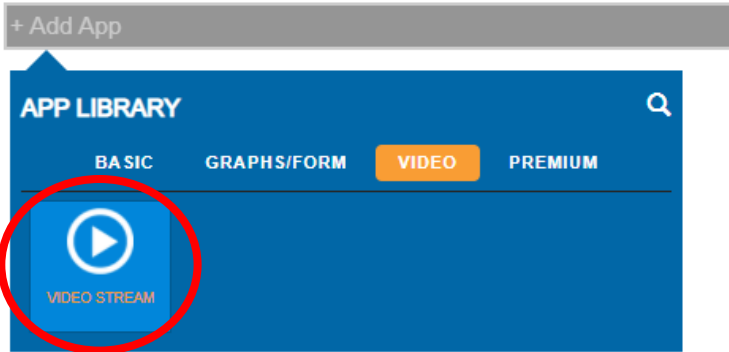 + Add App
APP LIBRARY
BASIC GRAPHS/FORM VIDEO PREMIUM
VIDEO STREAM